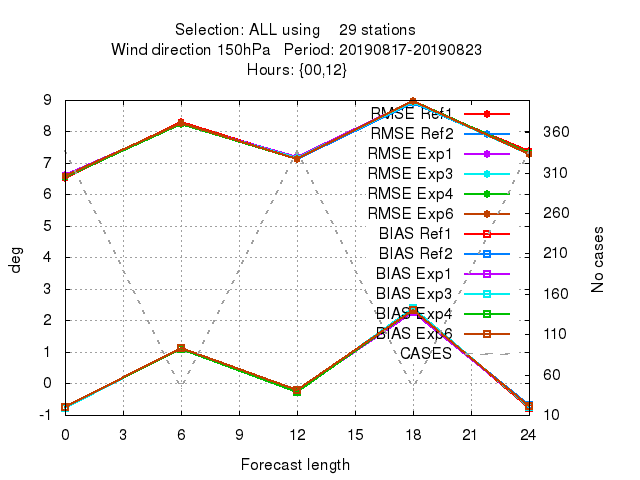 Selection: ALL using 29 stations
Wind direction 150hPa Period: 20190817-20190823
Hours: {00,12}
9
8
7
6
5
4
3
2
1
0
-1
deg
RMSE Ref1
RMSE Ref2
RMSE Exp1
RMSE Exp3
RMSE Exp4
RMSE Exp6
BIAS Ref1
BIAS Ref2
BIAS Exp1
BIAS Exp3
BIAS Exp4
BIAS Exp6
CASES
360
310
260
210
160
110
60
10
No cases
0 3 6 9 12 15 18 21 24
Forecast length